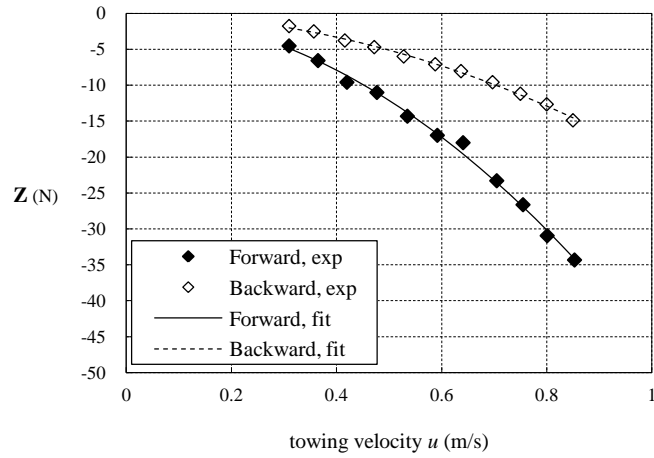 0
-5
-10
-15
-20
-25
-30
-35
-40
-45
-50
Z (N)
Forward, exp
Backward, exp
Forward, fit
Backward, fit
0 0.2 0.4 0.6 0.8 1
towing velocity u (m/s)